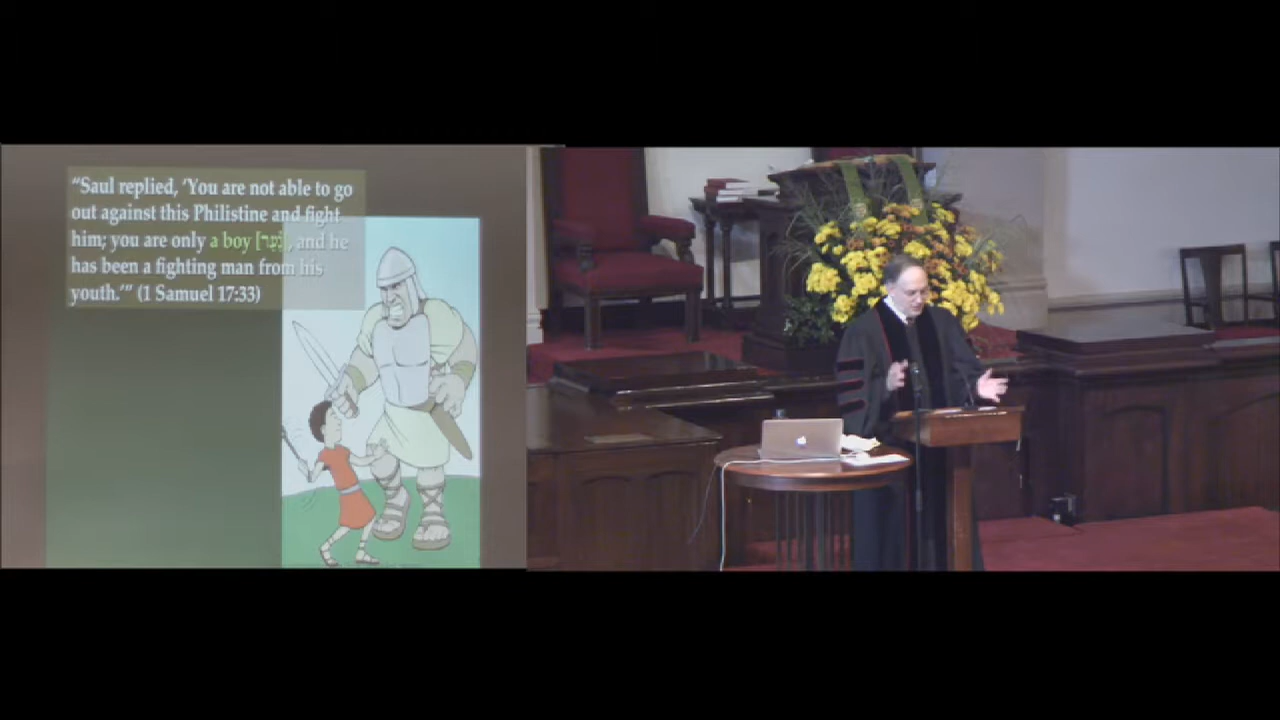 “Saul replied, ‘You are not able to go
out against this Philistine and fight
him; you are only a boy [נַעַר], and he
has been a fighting man from his
youth.’” (1 Samuel 17:33)